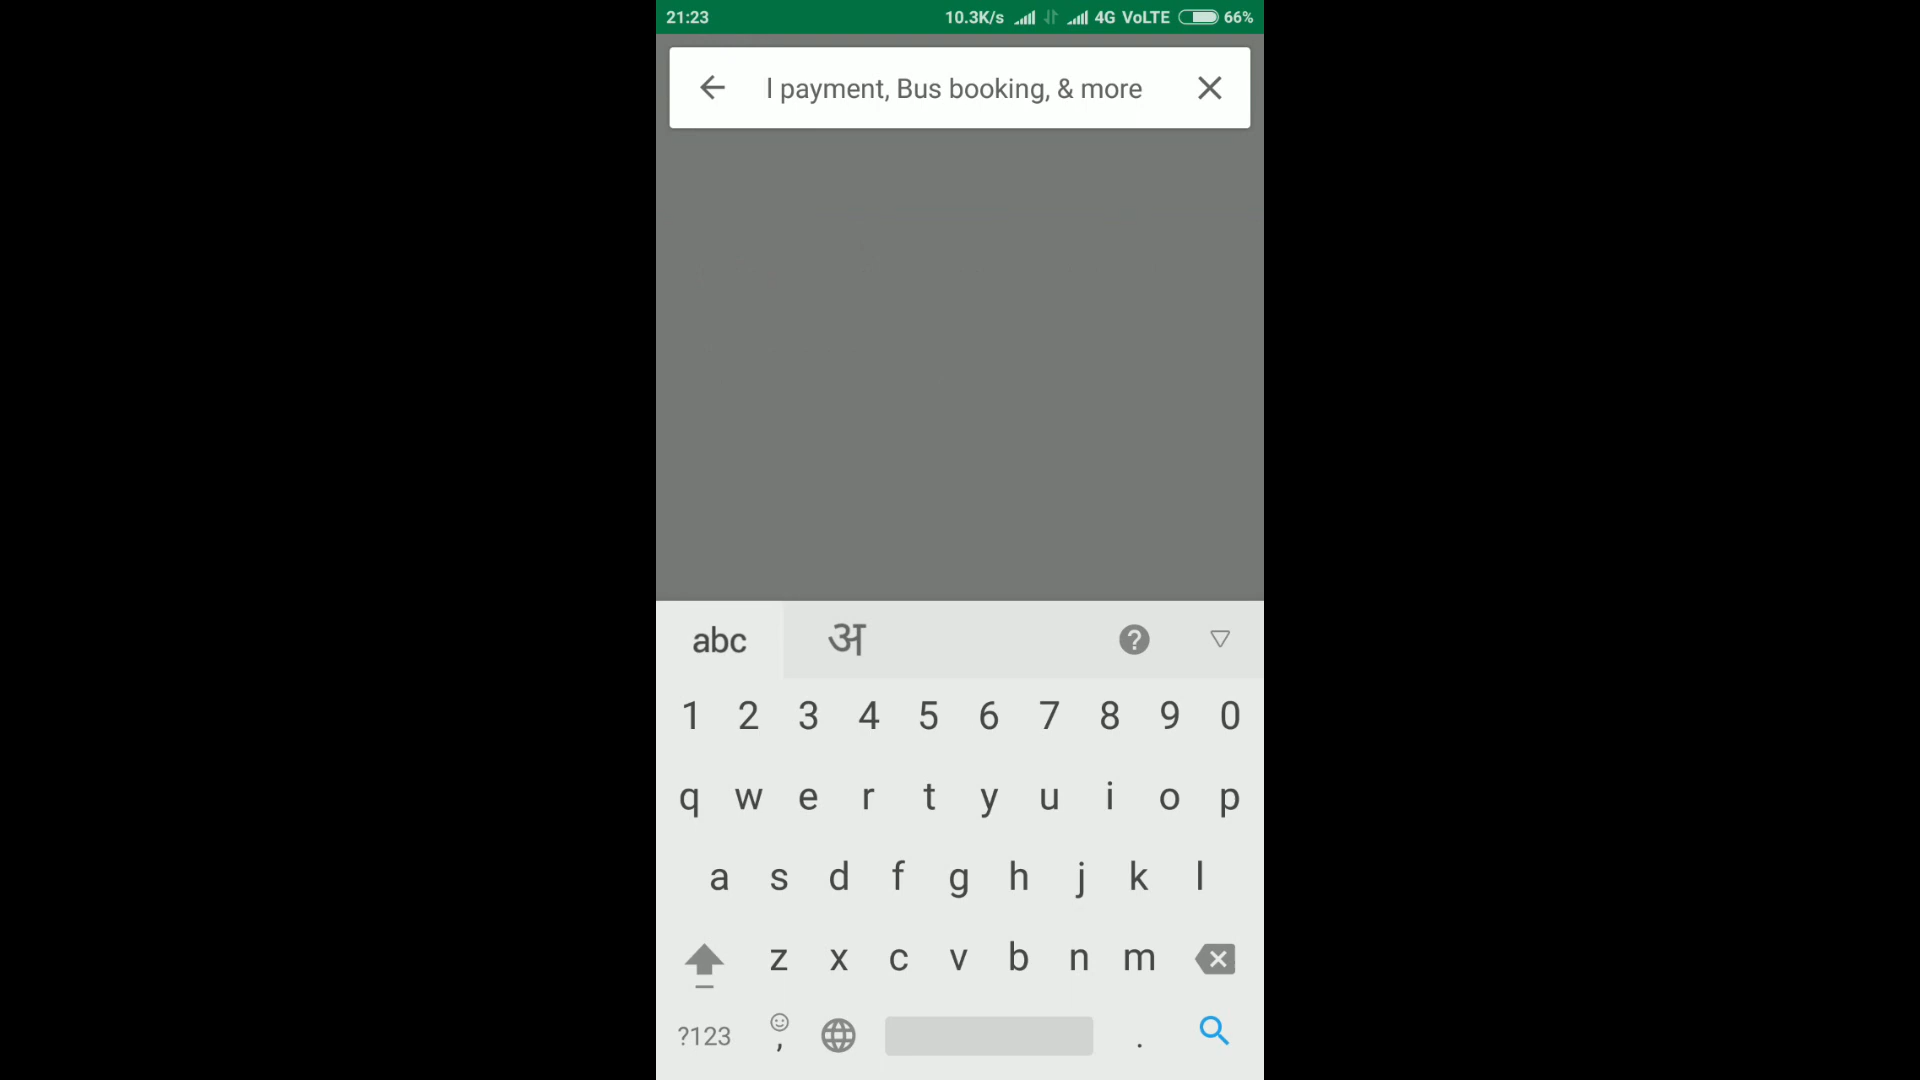 21:23 10.3K/s 4G VoLTE 66%
l payment, Bus booking, & more
abc अ ?
1 2 3 4 5 6 7 8 9 0
q w e r t y u i o p
a s d f g h j k l
z x c v b n m
?123 , .